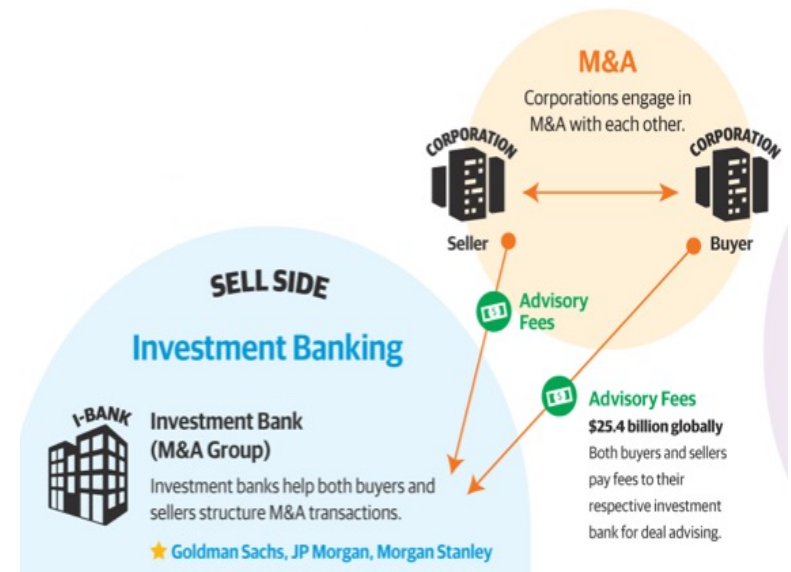 M&A
Corporations engage in
M&A with each other.
CORPORATION
CORPORATION
Seller
Buyer
SELL SIDE
Advisory
Fees
Investment Banking
I-BANK
Investment Bank
(M&A Group)
Investment banks help both buyers and
sellers structure M&A transactions.
Goldman Sachs, JP Morgan, Morgan Stanley
Advisory Fees
$25.4 billion globally
Both buyers and sellers
pay fees to their
respective investment
bank for deal advising.